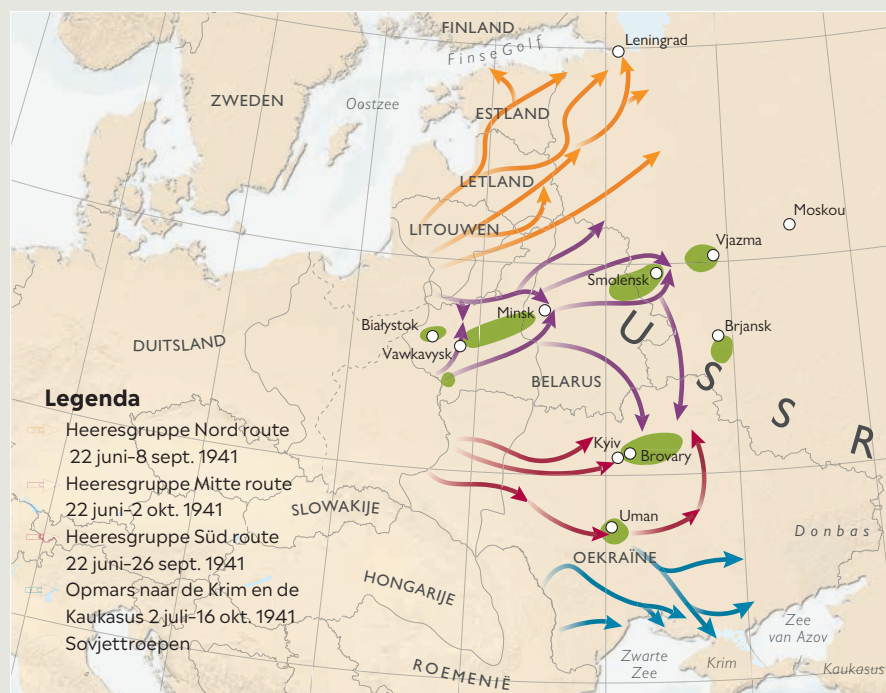 FINLAND
Leningrad
Finse Golf
ZWEDEN
Oostzee
ESTLAND
LETLAND
Moskou
LITOUWEN
Vjazma
Smolensk
Minsk
Białystok
Brjansk
DUITSLAND
Vawkavysk
U S S R
BELARUS
Legenda
Heeresgruppe Nord route
22 juni–8 sept. 1941
Heeresgruppe Mitte route
22 juni–2 okt. 1941
Heeresgruppe Süd route
22 juni–26 sept. 1941
Opmars naar de Krim en de
Kaukasus 2 juli–16 okt. 1941
Sovjettroepen
Kyiv
Brovary
SLOWAKIJE
Uman
Donbas
OEKRAÏNE
HONGARIJE
Zee
van Azov
Zwarte
Zee
Krim
Kaukasus
ROEMENIË